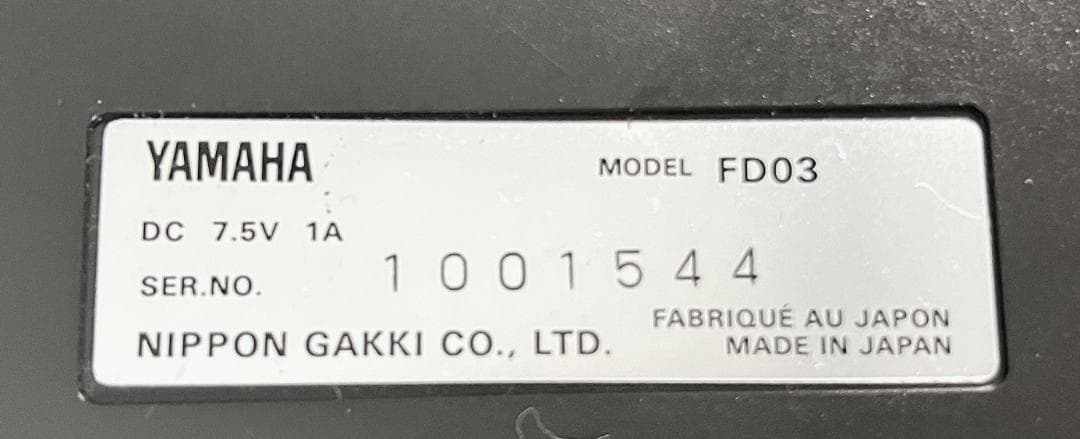 YAMAHA
MODEL FD03
DC 7.5V 1A
SER.NO. 1001544
NIPPON GAKKI CO., LTD.
FABRIQUÉ AU JAPON
MADE IN JAPAN